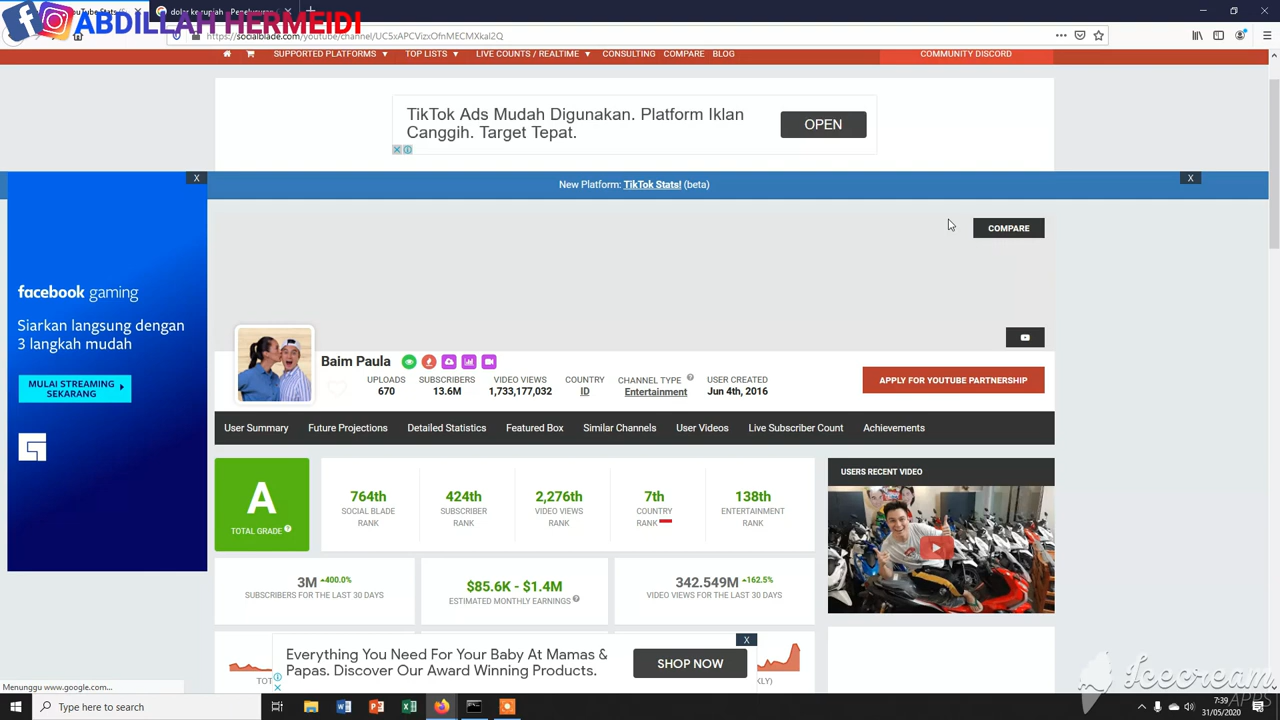 ABDILLAH HERMEIDI
https://socialblade.com/youtube/channel/UC5xAPCVizxOfnMECMXkal2Q
SUPPORTED PLATFORMS
TOP LISTS
LIVE COUNTS / REALTIME
CONSULTING
COMPARE
BLOG
COMMUNITY DISCORD
TikTok Ads Mudah Digunakan. Platform Iklan
Canggih. Target Tepat.
OPEN
X
New Platform: TikTok Stats! (beta)
X
COMPARE
facebook gaming
Siarkan langsung dengan
3 langkah mudah
MULAI STREAMING
SEKARANG
Baim Paula
UPLOADS
670
SUBSCRIBERS
13.6M
VIDEO VIEWS
1,733,177,032
COUNTRY
ID
CHANNEL TYPE
Entertainment
USER CREATED
Jun 4th, 2016
APPLY FOR YOUTUBE PARTNERSHIP
User Summary
Future Projections
Detailed Statistics
Featured Box
Similar Channels
User Videos
Live Subscriber Count
Achievements
A
TOTAL GRADE
764th
SOCIAL BLADE
RANK
424th
SUBSCRIBER
RANK
2,276th
VIDEO VIEWS
RANK
7th
COUNTRY
RANK
138th
ENTERTAINMENT
RANK
USERS RECENT VIDEO
3M 400.0%
SUBSCRIBERS FOR THE LAST 30 DAYS
$85.6K - $1.4M
ESTIMATED MONTHLY EARNINGS
342.549M 162.5%
VIDEO VIEWS FOR THE LAST 30 DAYS
X
Everything You Need For Your Baby At Mamas &
Papas. Discover Our Award Winning Products.
SHOP NOW
Menunggu www.google.com...
Icecream
APPS
Type here to search
7:39
31/05/2020